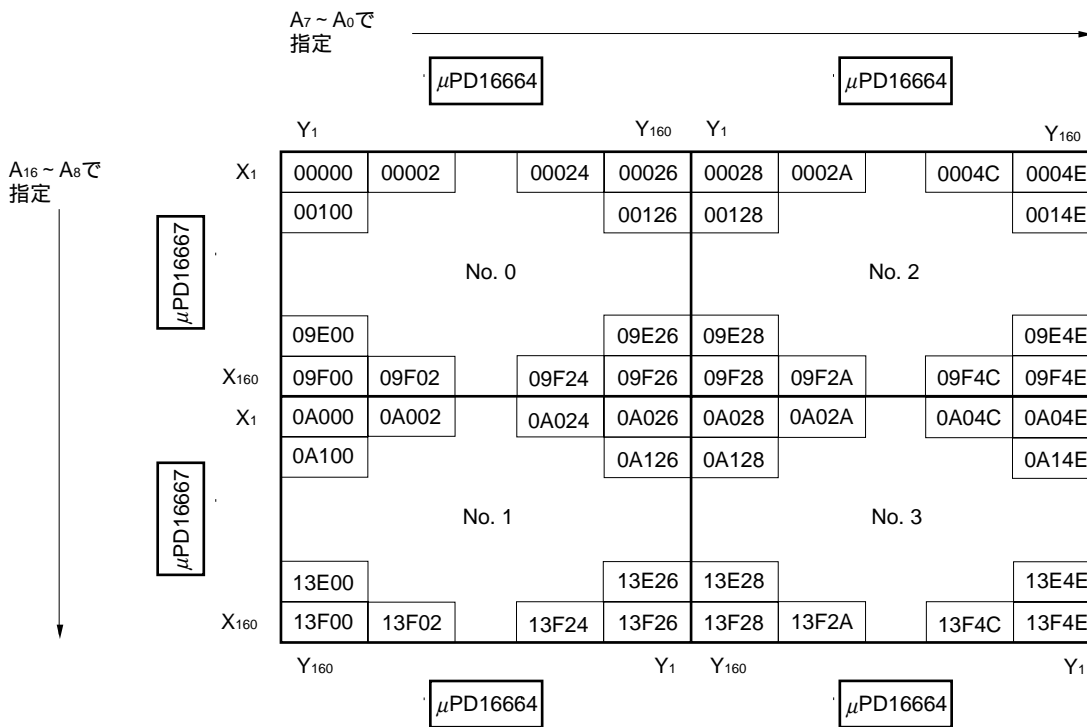 A7 ~ A0で
指定
μPD16664 μPD16664
Y1 Y160 Y1 Y160
A16 ~ A8で
指定
X1 00000 00002 00024 00026 00028 0002A 0004C 0004E
00100 00126 00128 0014E
μPD16667
No. 0 No. 2
09E00 09E26 09E28 09E4E
X160 09F00 09F02 09F24 09F26 09F28 09F2A 09F4C 09F4E
X1 0A000 0A002 0A024 0A026 0A028 0A02A 0A04C 0A04E
0A100 0A126 0A128 0A14E
μPD16667
No. 1 No. 3
13E00 13E26 13E28 13E4E
X160 13F00 13F02 13F24 13F26 13F28 13F2A 13F4C 13F4E
Y160 Y1 Y160 Y1
μPD16664 μPD16664